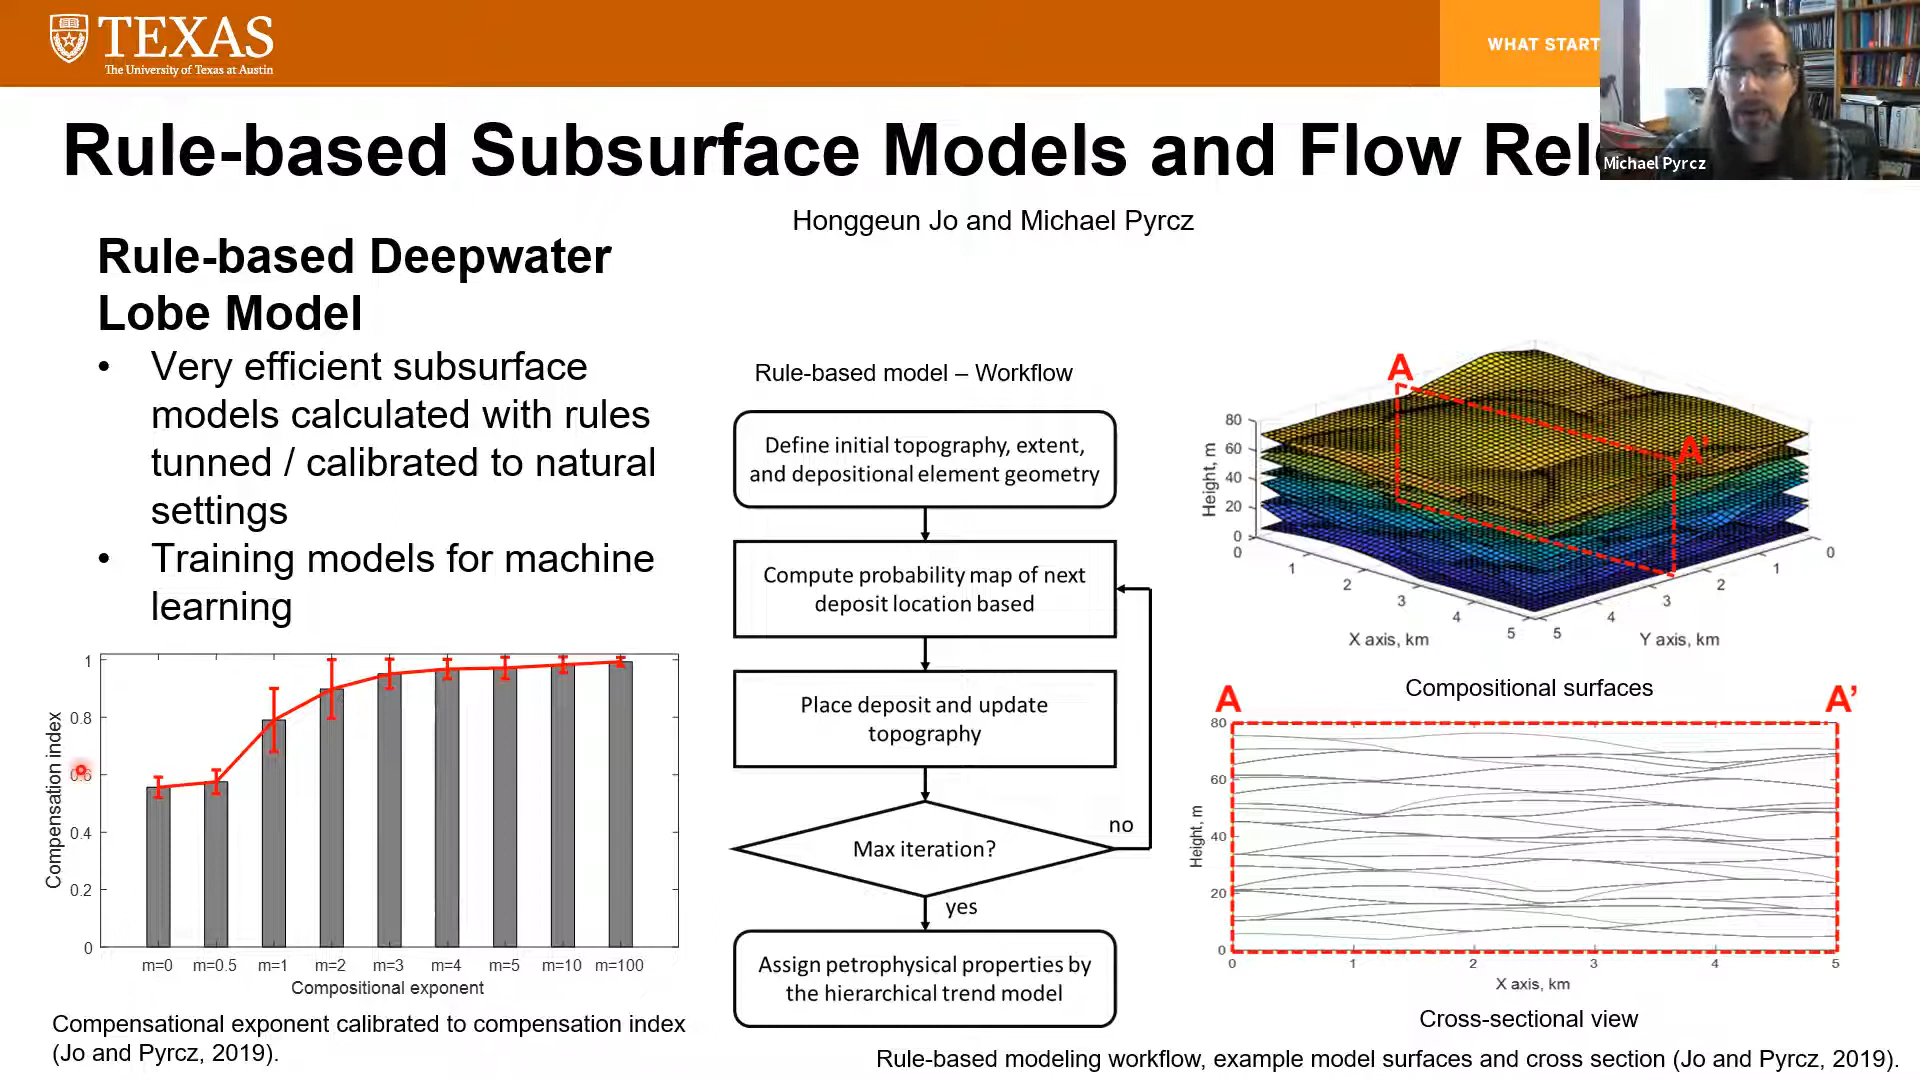 TEXAS
The University of Texas at Austin
WHAT START
Michael Pyrcz
Rule-based Subsurface Models and Flow Rel
Honggeun Jo and Michael Pyrcz
Rule-based Deepwater
Lobe Model
• Very efficient subsurface
models calculated with rules
tunned / calibrated to natural
settings
• Training models for machine
learning
1
0.8
0.6
0.4
0.2
0
Compensation index
m=0 m=0.5 m=1 m=2 m=3 m=4 m=5 m=10 m=100
Compositional exponent
Compensational exponent calibrated to compensation index
(Jo and Pyrcz, 2019).
Rule-based model – Workflow
Define initial topography, extent,
and depositional element geometry
Compute probability map of next
deposit location based
Place deposit and update
topography
Max iteration?
no
yes
Assign petrophysical properties by
the hierarchical trend model
A
A'
80
60
40
20
0
Height, m
0 1 2 3 4 5
X axis, km
5 4 3 2 1 0
Y axis, km
Compositional surfaces
A A’
80
60
40
20
0
Height, m
0 1 2 3 4 5
X axis, km
Cross-sectional view
Rule-based modeling workflow, example model surfaces and cross section (Jo and Pyrcz, 2019).